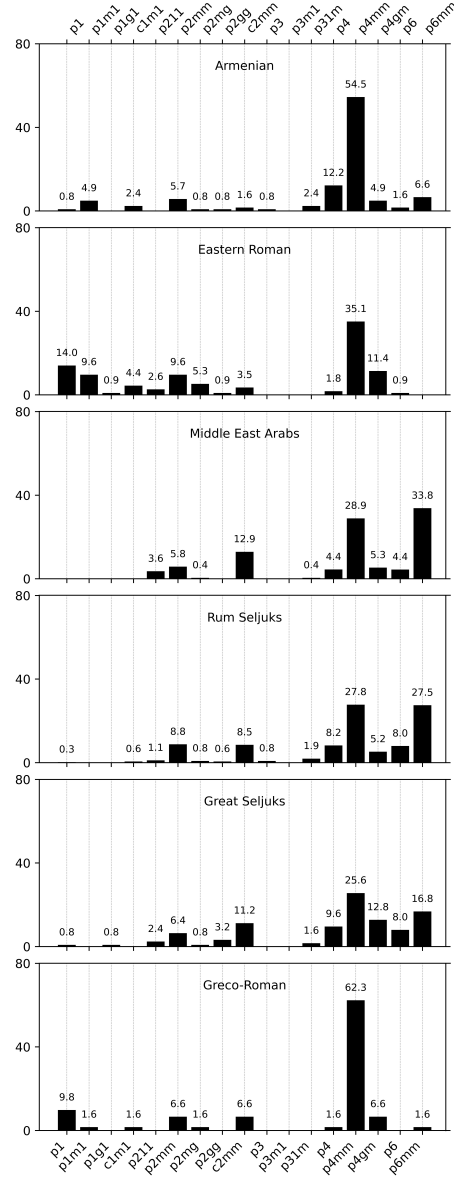 p1 p1m1 p1g1 c1m1 p211 p2mm p2mg p2gg c2mm p3 p3m1 p31m p4 p4mm p4gm p6 p6mm
80
Armenian
54.5
40
12.2
0.8 4.9 2.4 5.7 0.8 0.8 1.6 0.8 2.4 4.9 1.6 6.6
0
80
Eastern Roman
40
35.1
14.0 9.6 0.9 4.4 2.6 9.6 5.3 0.9 3.5 1.8 11.4 0.9
0
80
Middle East Arabs
40
28.9 33.8
3.6 5.8 0.4 12.9 0.4 4.4 5.3 4.4
0
80
Rum Seljuks
40
27.8 27.5
0.3 0.6 1.1 8.8 0.8 0.6 8.5 0.8 1.9 8.2 5.2 8.0
0
80
Great Seljuks
40
25.6
0.8 0.8 2.4 6.4 0.8 3.2 11.2 1.6 9.6 12.8 8.0 16.8
0
80
Greco-Roman
62.3
40
9.8 1.6 1.6 6.6 1.6 6.6 1.6 6.6 1.6
0
p1 p1m1 p1g1 c1m1 p211 p2mm p2mg p2gg c2mm p3 p3m1 p31m p4 p4mm p4gm p6 p6mm